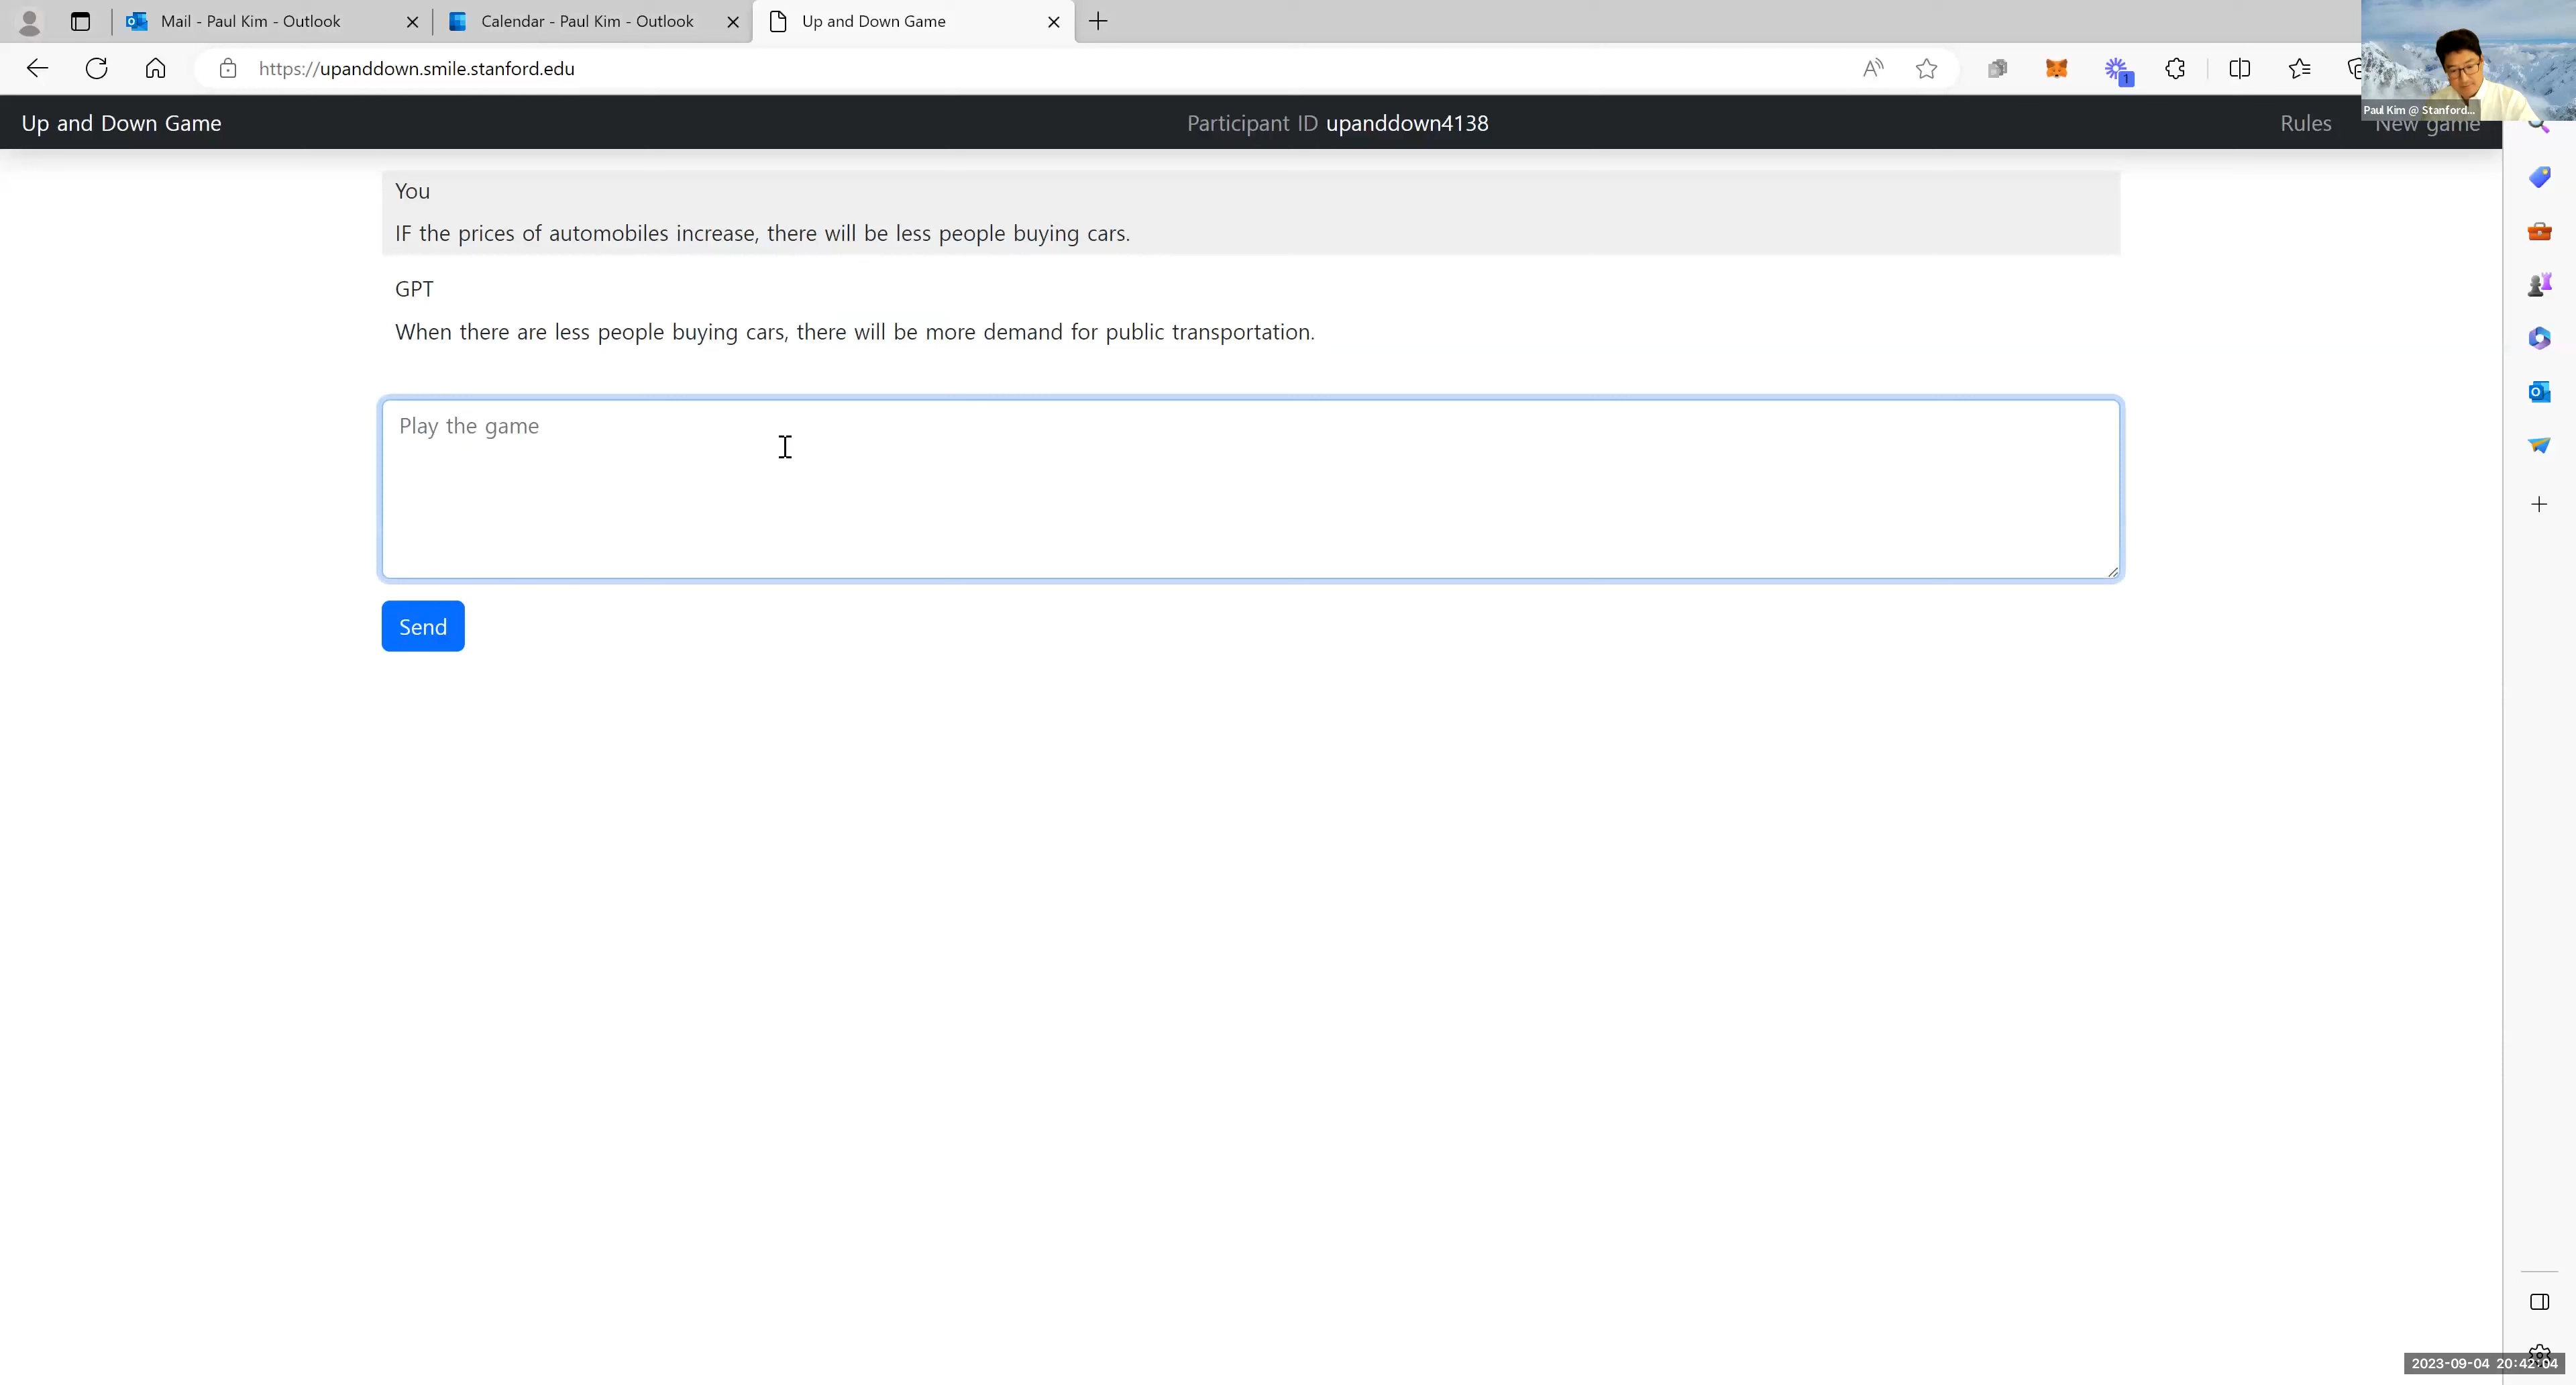 Mail - Paul Kim - Outlook
Calendar - Paul Kim - Outlook
Up and Down Game
https://upanddown.smile.stanford.edu
1
Paul Kim @ Stanford...
Up and Down Game
Participant ID upanddown4138
Rules
New game
You
IF the prices of automobiles increase, there will be less people buying cars.
GPT
When there are less people buying cars, there will be more demand for public transportation.
Play the game
Send
2023-09-04 20:42:04